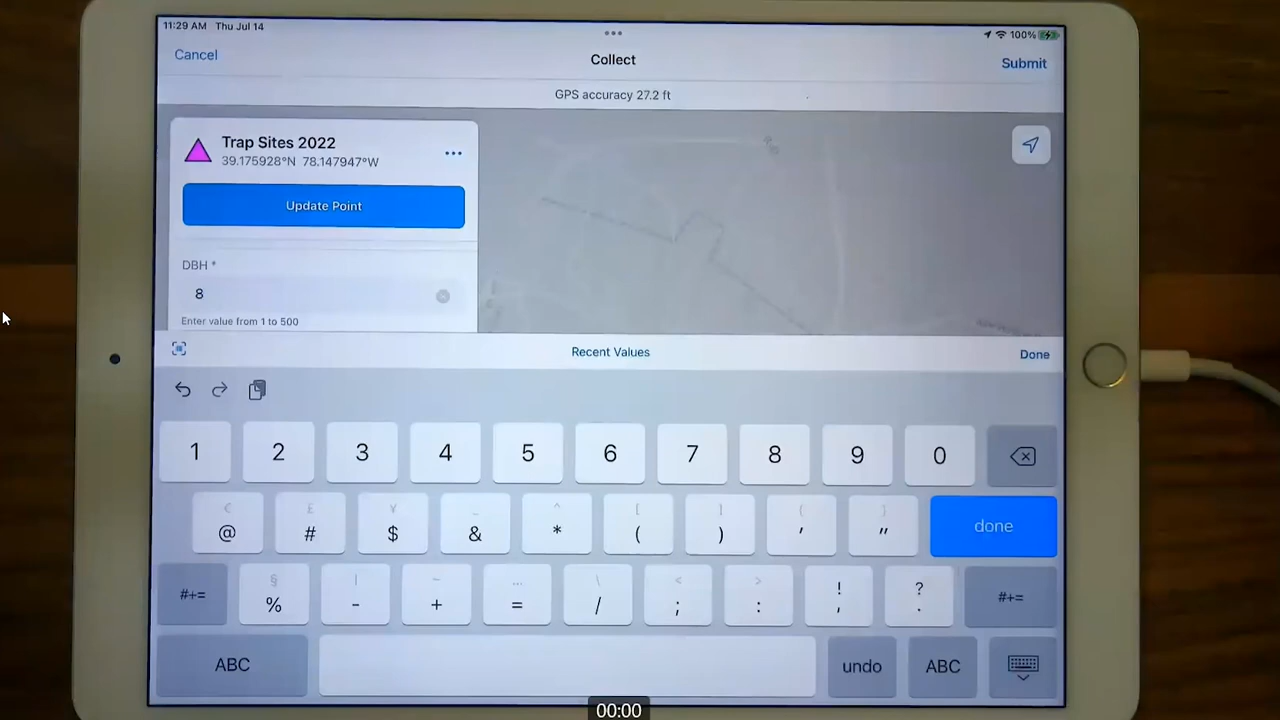 11:29 AM Thu Jul 14
100%
Cancel
Collect
Submit
GPS accuracy 27.2 ft
Trap Sites 2022
39.175928°N 78.147947°W
Update Point
DBH *
8
Enter value from 1 to 500
Recent Values
Done
1 2 3 4 5 6 7 8 9 0
€ £ ¥ _ ^ [ ] { }
@ # $ & * ( ) ' "
done
§ | ~ … \ < > ! ?
#+= % - + = / ; : , . #+=
ABC
undo
ABC
00:00